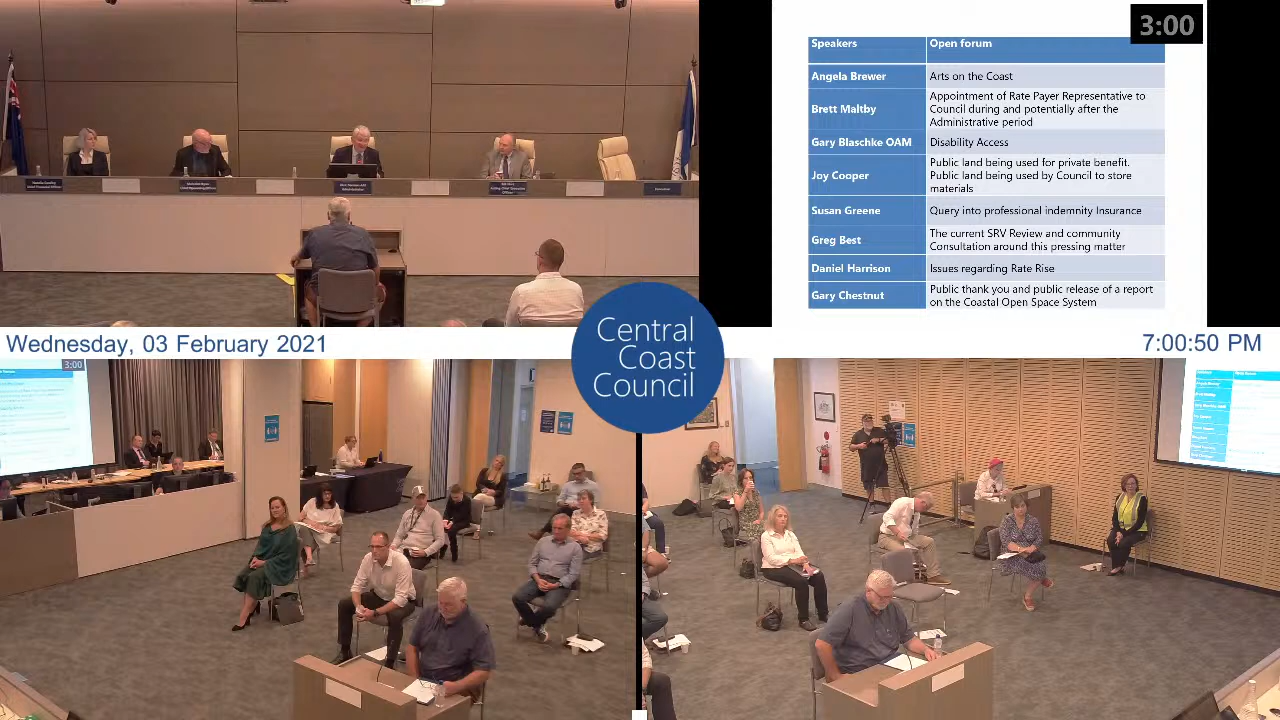 3:00
Speakers Open forum
Angela Brewer Arts on the Coast
Brett Maltby Appointment of Rate Payer Representative to
Council during and potentially after the
Administrative period
Gary Blaschke OAM Disability Access
Joy Cooper Public land being used for private benefit.
Public land being used by Council to store
materials
Susan Greene Query into professional indemnity Insurance
Greg Best The current SRV Review and community
Consultation around this pressing matter
Daniel Harrison Issues regarding Rate Rise
Gary Chestnut Public thank you and public release of a report
on the Coastal Open Space System
Wednesday, 03 February 2021
7:00:50 PM
Central
Coast
Council
3:00